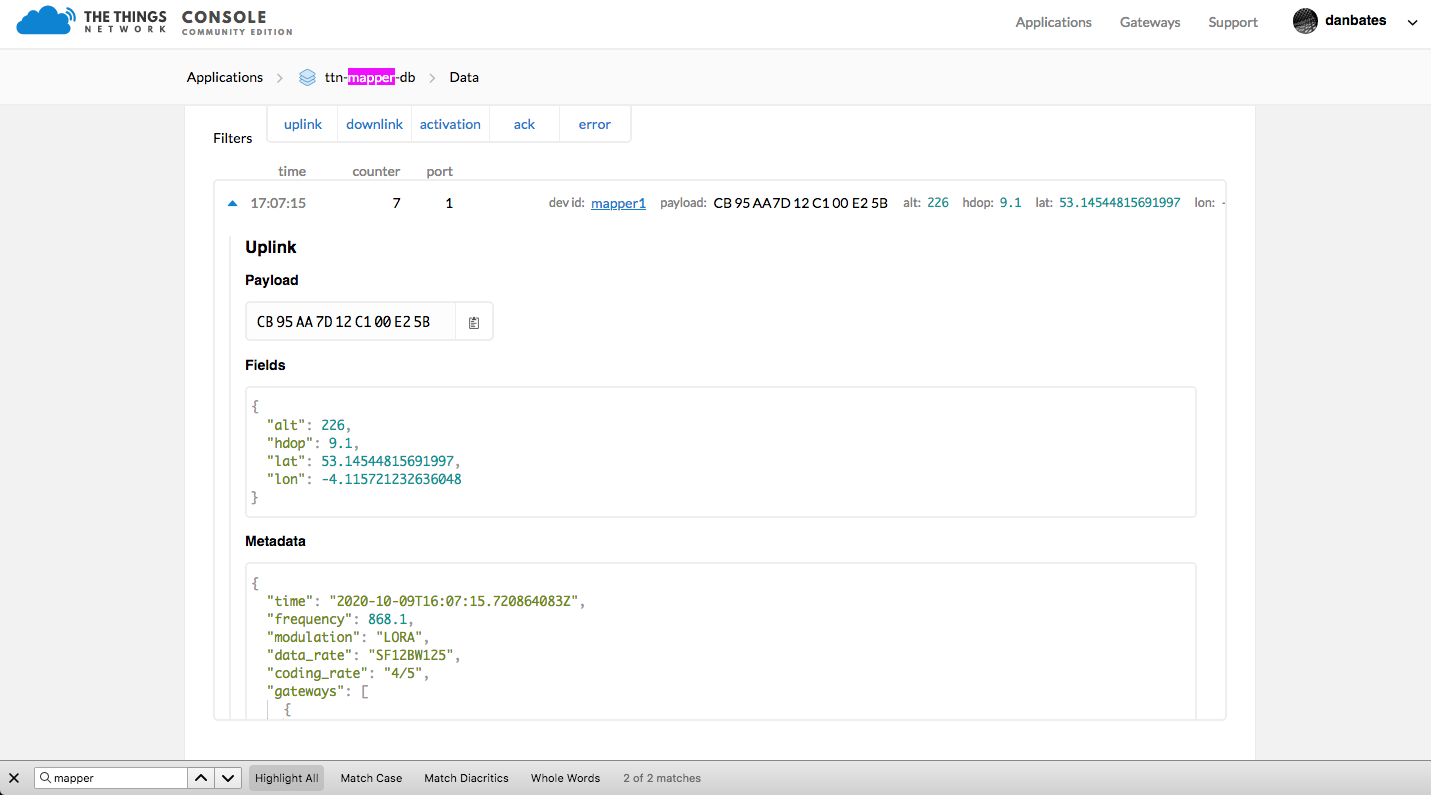 THE THINGS NETWORK CONSOLE COMMUNITY EDITION Applications Gateways Support danbates
Applications ttn-mapper-db Data
Filters uplink downlink activation ack error
time counter port
17:07:15 7 1 dev id: mapper1 payload: CB 95 AA 7D 12 C1 00 E2 5B alt: 226 hdop: 9.1 lat: 53.14544815691997 lon: -
Uplink
Payload
CB 95 AA 7D 12 C1 00 E2 5B
Fields
{
"alt": 226,
"hdop": 9.1,
"lat": 53.14544815691997,
"lon": -4.115721232636048
}
Metadata
{
"time": "2020-10-09T16:07:15.720864083Z",
"frequency": 868.1,
"modulation": "LORA",
"data_rate": "SF12BW125",
"coding_rate": "4/5",
"gateways": [
{
mapper Highlight All Match Case Match Diacritics Whole Words 2 of 2 matches